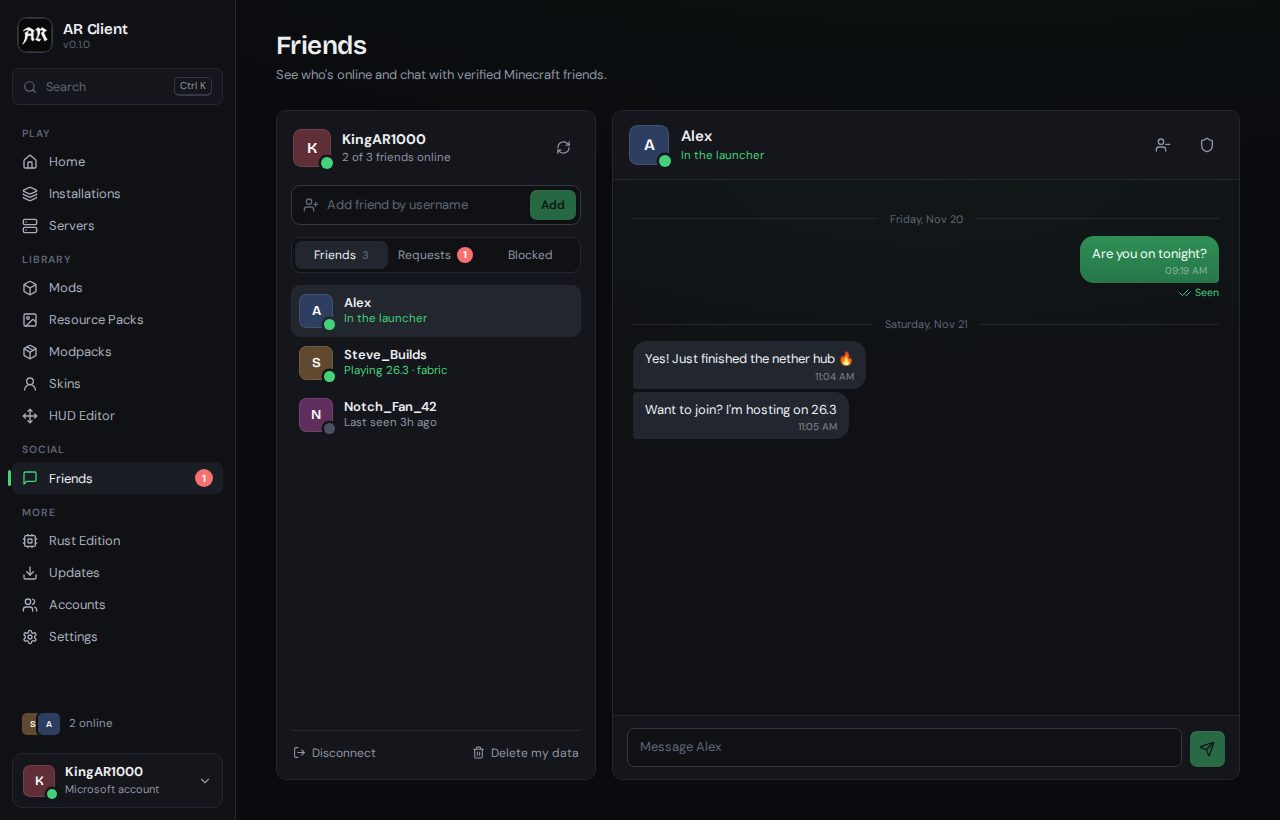 AR
AR Client
v0.1.0
Search
Ctrl K
PLAY
Home
Installations
Servers
LIBRARY
Mods
Resource Packs
Modpacks
Skins
HUD Editor
SOCIAL
Friends
1
MORE
Rust Edition
Updates
Accounts
Settings
S
A
2 online
K
KingAR1000
Microsoft account
Friends
See who's online and chat with verified Minecraft friends.
K
KingAR1000
2 of 3 friends online
Add friend by username
Add
Friends 3
Requests 1
Blocked
A
Alex
In the launcher
S
Steve_Builds
Playing 26.3 · fabric
N
Notch_Fan_42
Last seen 3h ago
Disconnect
Delete my data
A
Alex
In the launcher
Friday, Nov 20
Are you on tonight?
09:19 AM
Seen
Saturday, Nov 21
Yes! Just finished the nether hub 🔥
11:04 AM
Want to join? I'm hosting on 26.3
11:05 AM
Message Alex